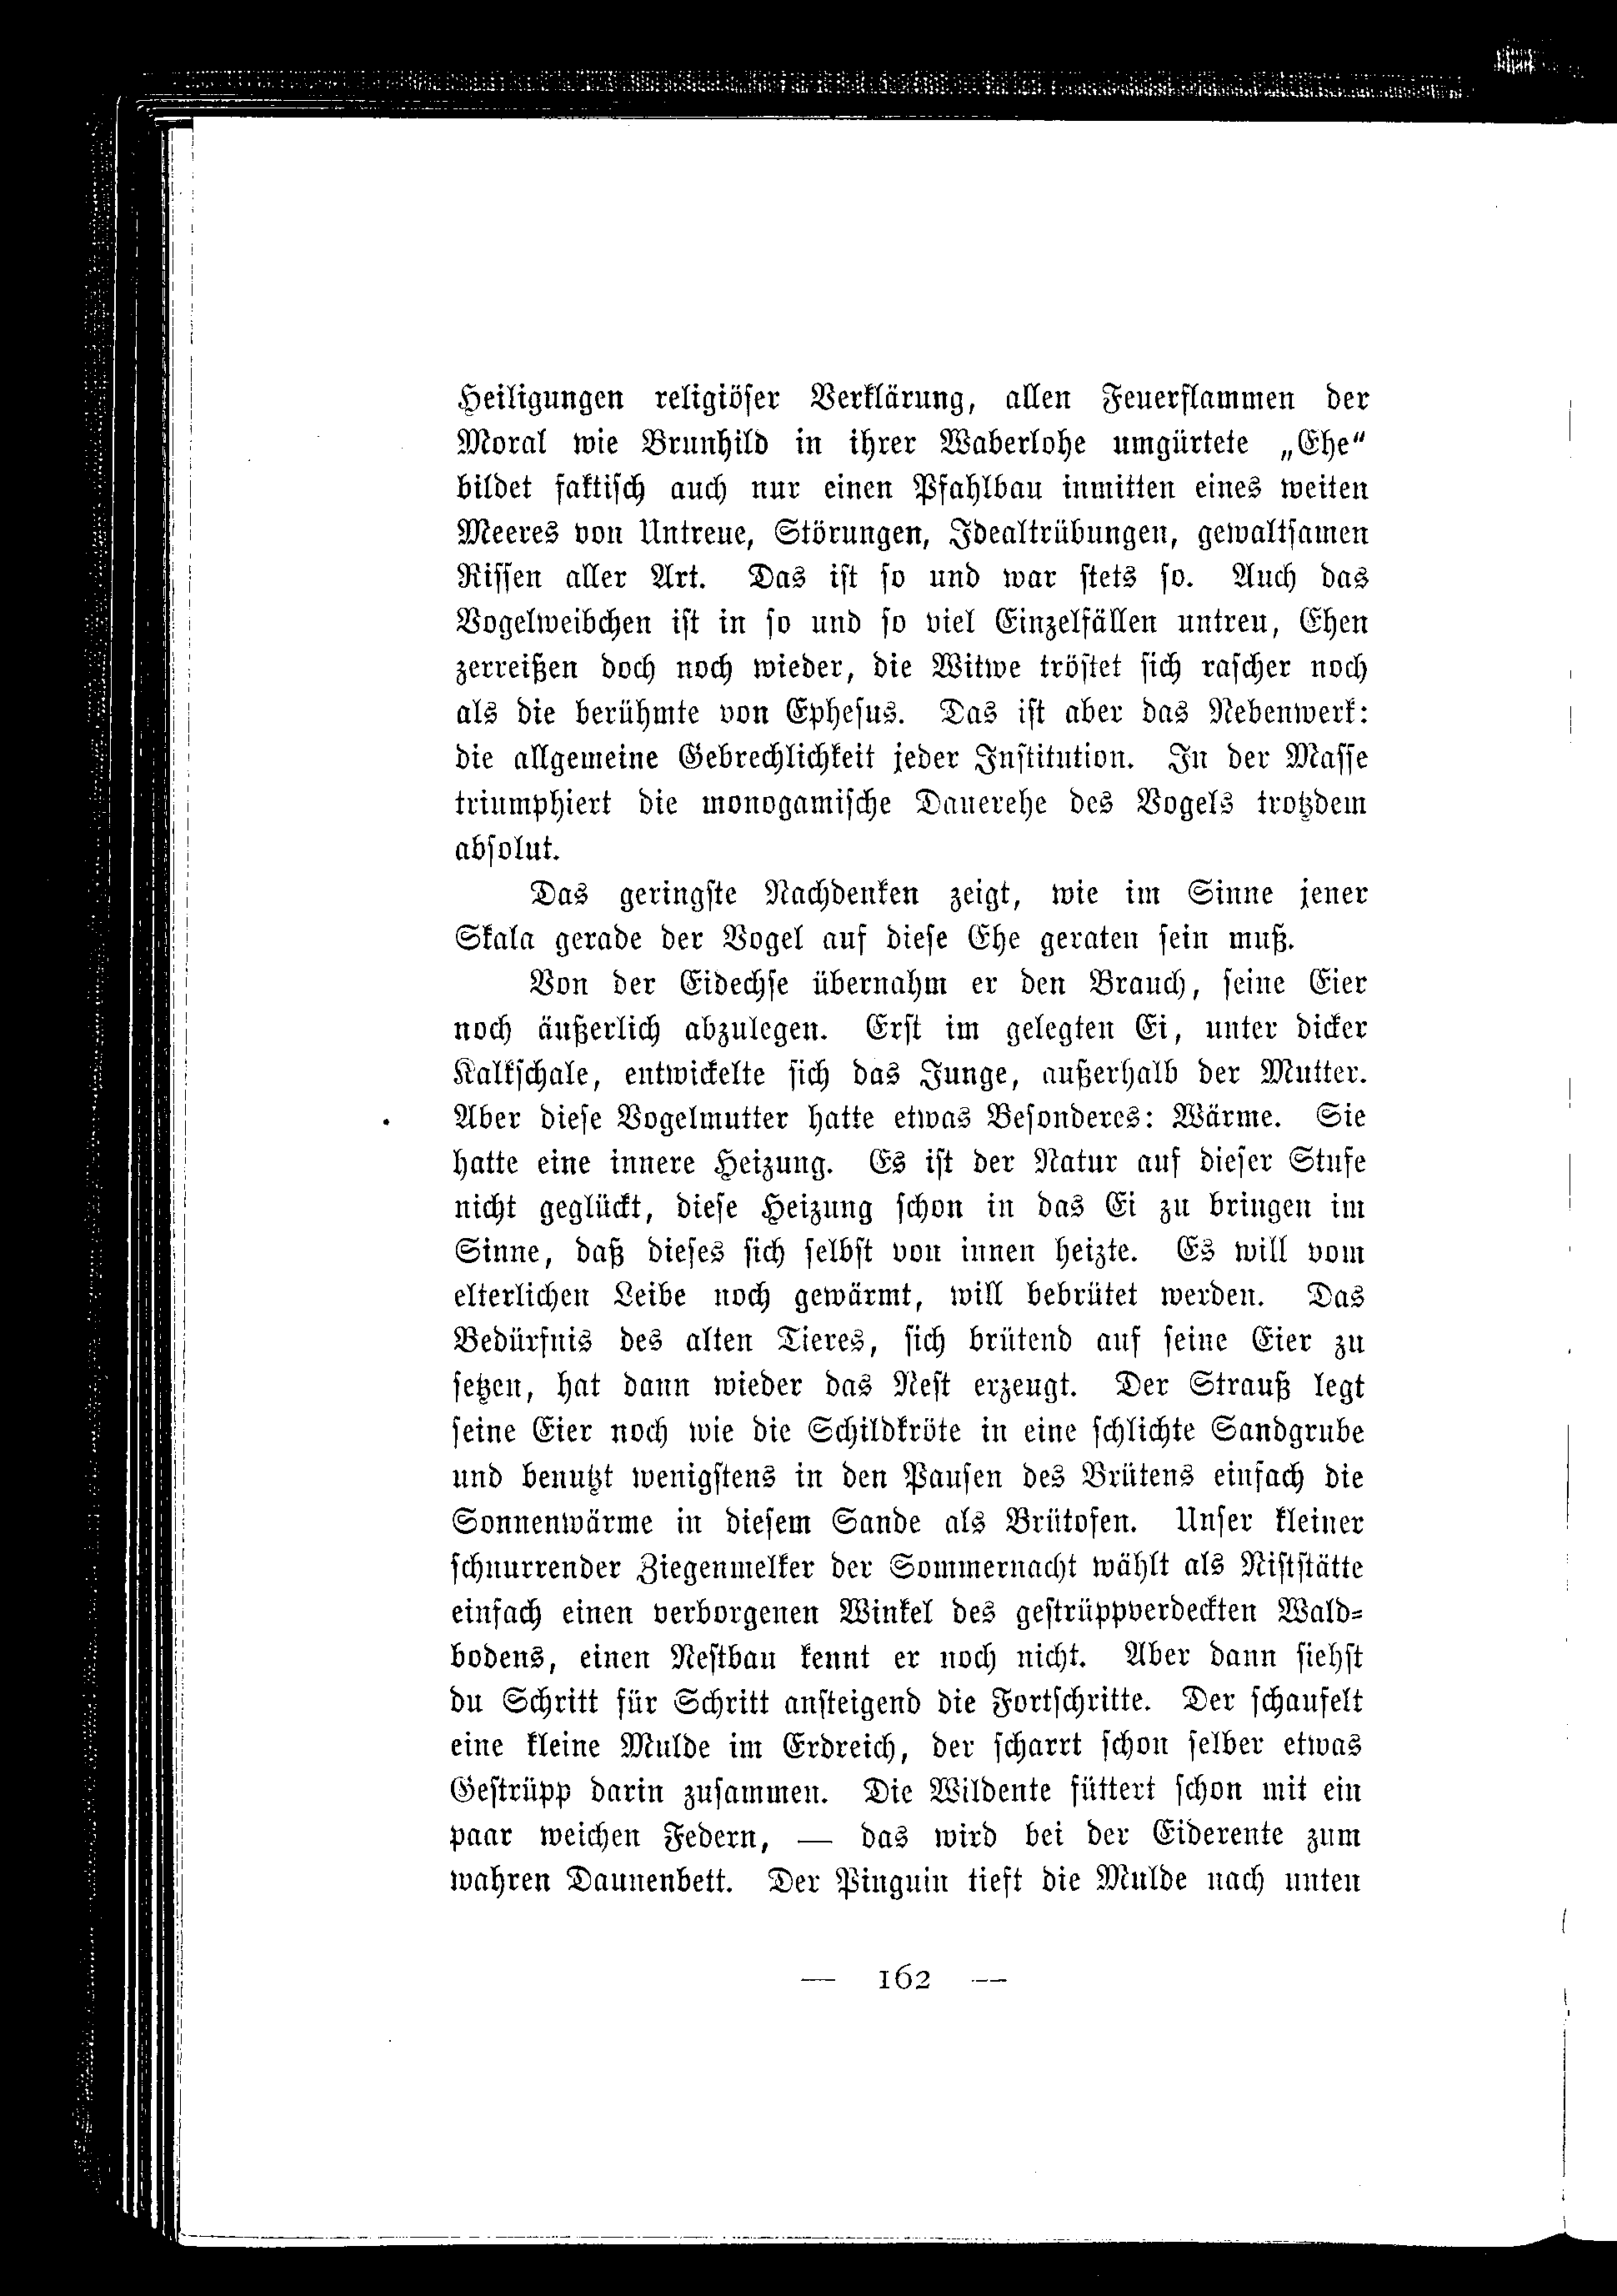 Heiligungen religiöser Verklärung, allen Feuerflammen der
Moral wie Brunhild in ihrer Waberlohe umgürtete „Ehe“
bildet faktisch auch nur einen Pfahlbau inmitten eines weiten
Meeres von Untreue, Störungen, Idealtrübungen, gewaltsamen
Rissen aller Art. Das ist so und war stets so. Auch das
Vogelweibchen ist in so und so viel Einzelfällen untreu, Ehen
zerreißen doch noch wieder, die Witwe tröstet sich rascher noch
als die berühmte von Ephesus. Das ist aber das Nebenwerk:
die allgemeine Gebrechlichkeit jeder Institution. In der Masse
triumphiert die monogamische Dauerehe des Vogels trotzdem
absolut.
Das geringste Nachdenken zeigt, wie im Sinne jener
Skala gerade der Vogel auf diese Ehe geraten sein muß.
Von der Eidechse übernahm er den Brauch, seine Eier
noch äußerlich abzulegen. Erst im gelegten Ei, unter dicker
Kalkschale, entwickelte sich das Junge, außerhalb der Mutter.
Aber diese Vogelmutter hatte etwas Besonderes: Wärme. Sie
hatte eine innere Heizung. Es ist der Natur auf dieser Stufe
nicht geglückt, diese Heizung schon in das Ei zu bringen im
Sinne, daß dieses sich selbst von innen heizte. Es will vom
elterlichen Leibe noch gewärmt, will bebrütet werden. Das
Bedürfnis des alten Tieres, sich brütend auf seine Eier zu
setzen, hat dann wieder das Nest erzeugt. Der Strauß legt
seine Eier noch wie die Schildkröte in eine schlichte Sandgrube
und benutzt wenigstens in den Pausen des Brütens einfach die
Sonnenwärme in diesem Sande als Brütofen. Unser kleiner
schnurrender Ziegenmelker der Sommernacht wählt als Niststätte
einfach einen verborgenen Winkel des gestrüppverdeckten Wald-
bodens, einen Nestbau kennt er noch nicht. Aber dann siehst
du Schritt für Schritt ansteigend die Fortschritte. Der schaufelt
eine kleine Mulde im Erdreich, der scharrt schon selber etwas
Gestrüpp darin zusammen. Die Wildente füttert schon mit ein
paar weichen Federn, — das wird bei der Eiderente zum
wahren Daunenbett. Der Pinguin tieft die Mulde nach unten
— 162 —